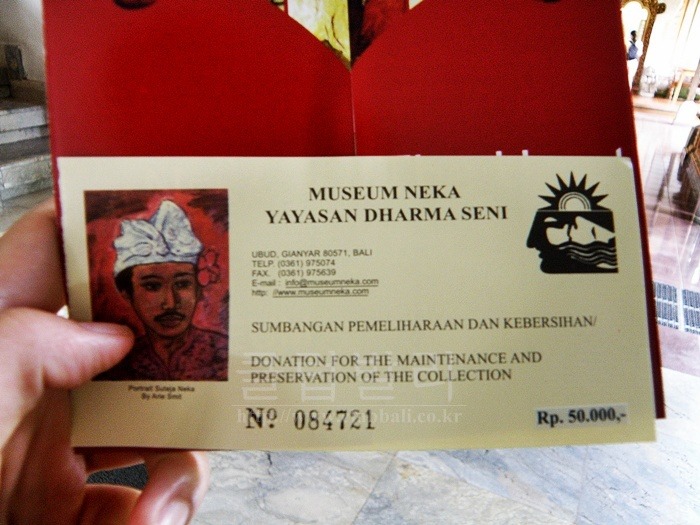 MUSEUM NEKA
YAYASAN DHARMA SENI
UBUD, GIANYAR 80571, BALI
TELP. (0361) 975074
FAX. (0361) 975639
E-mail : info@museumneka.com
http: //www.museumneka.com
SUMBANGAN PEMELIHARAAN DAN KEBERSIHAN/
DONATION FOR THE MAINTENANCE AND
PRESERVATION OF THE COLLECTION
Portrait Suteja Neka
By Arie Smit
Nº 084721
Rp. 50.000,-